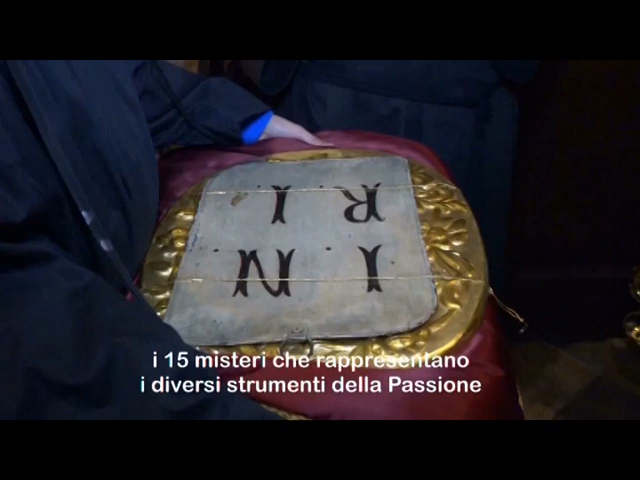 I·N
R·I
i 15 misteri che rappresentano
i diversi strumenti della Passione